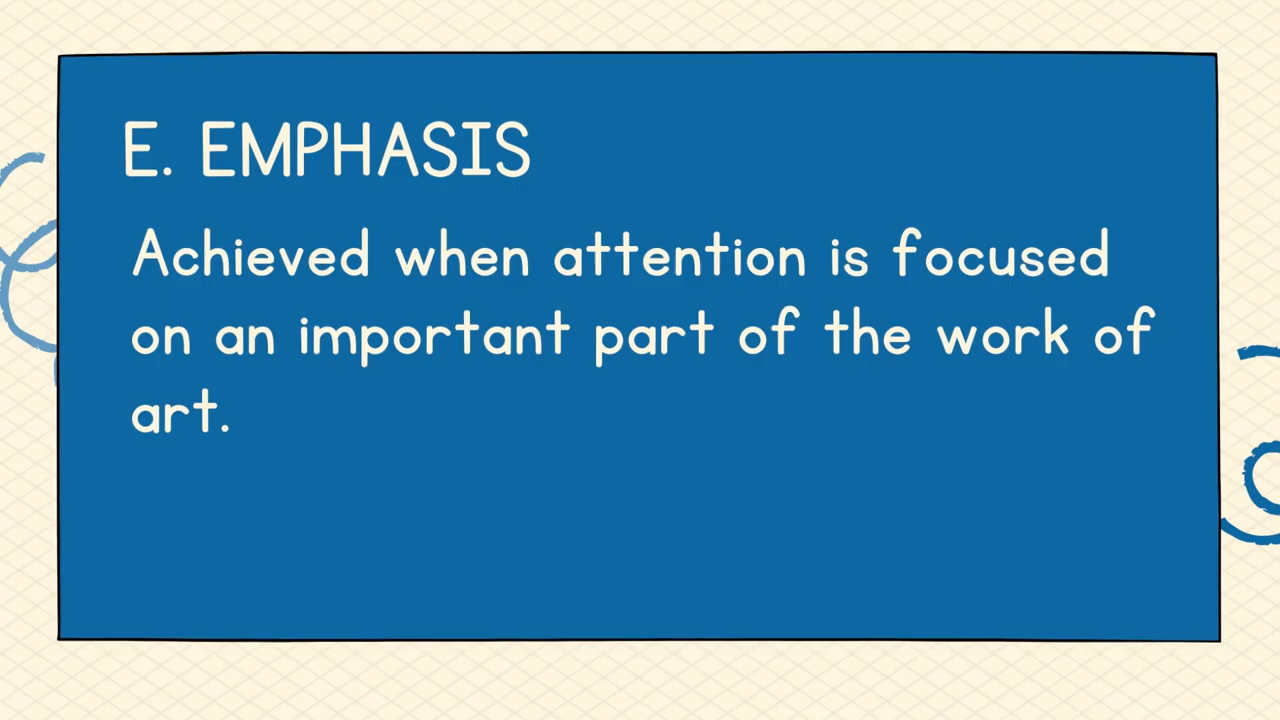 E. EMPHASIS
Achieved when attention is focused
on an important part of the work of
art.